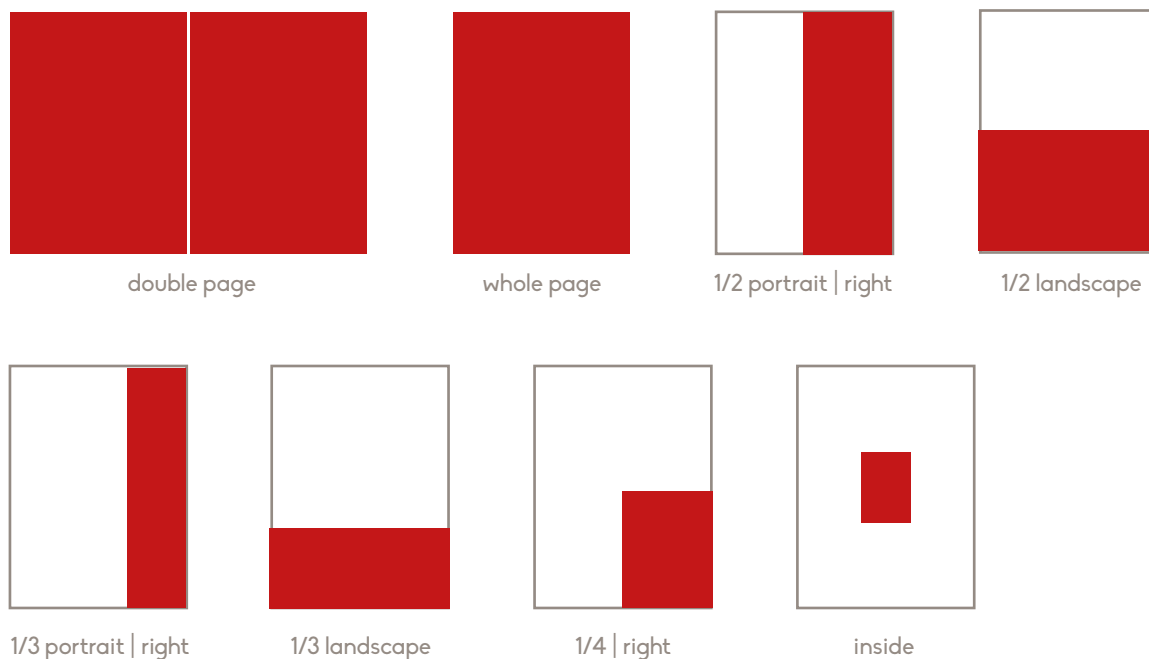 double page
whole page
1/2 portrait | right
1/2 landscape
1/3 portrait | right
1/3 landscape
1/4 | right
inside